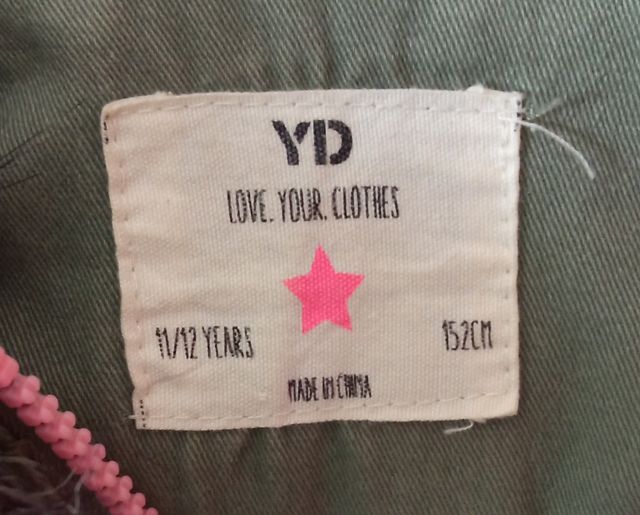 YD
LOVE. YOUR. CLOTHES
11/12 YEARS 152CM
MADE IN CHINA